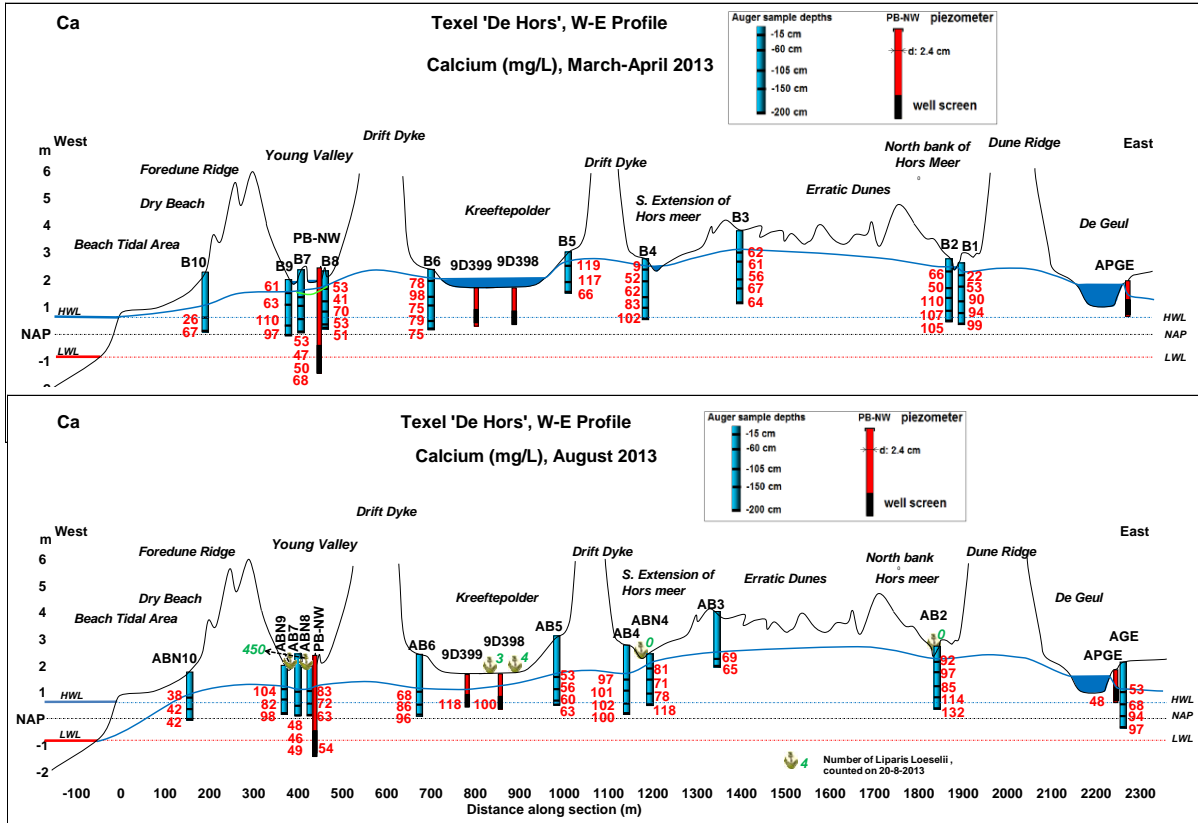 Ca
Texel 'De Hors', W-E Profile
Calcium (mg/L), March-April 2013
Auger sample depths
PB-NW piezometer
-15 cm
-60 cm
d: 2.4 cm
-105 cm
-150 cm
well screen
-200 cm
West
East
m
Foredune Ridge
Young Valley
Drift Dyke
Drift Dyke
North bank of
Hors Meer
Dune Ridge
Dry Beach
Kreeftepolder
S. Extension of
Hors meer
Erratic Dunes
De Geul
Beach Tidal Area
PB-NW
B10
B9
B7
B8
B6
9D399
9D398
B5
B4
B3
B2
B1
APGE
6
5
4
3
2
1
NAP
-1
HWL
LWL
HWL
NAP
LWL
26
67
61
63
110
97
53
47
50
68
53
41
70
53
51
78
98
75
79
75
119
117
66
9
52
62
83
102
62
61
56
67
64
66
50
110
107
105
22
53
90
94
99
Ca
Texel 'De Hors', W-E Profile
Calcium (mg/L), August 2013
Auger sample depths
PB-NW piezometer
-15 cm
-60 cm
d: 2.4 cm
-105 cm
-150 cm
well screen
-200 cm
West
East
m
Foredune Ridge
Young Valley
Drift Dyke
Drift Dyke
North bank
Hors meer
Dune Ridge
Dry Beach
Kreeftepolder
S. Extension of
Hors meer
Erratic Dunes
De Geul
Beach Tidal Area
ABN10
450
ABN9
AB7
ABN8
PB-NW
AB6
9D399
9D398
3
4
AB5
AB4
ABN4
0
AB3
AB2
0
APGE
AGE
6
5
4
3
2
1
NAP
-1
-2
HWL
LWL
HWL
NAP
LWL
38
42
42
104
82
98
48
46
49
83
72
63
54
68
86
96
118
100
53
56
60
63
97
101
102
100
81
71
78
118
69
65
92
97
85
114
132
48
53
68
94
97
4
Number of Liparis Loeselii ,
counted on 20-8-2013
-100 0 200 300 400 500 600 700 800 900 1000 1100 1200 1300 1400 1500 1600 1700 1800 1900 2000 2100 2200 2300
Distance along section (m)